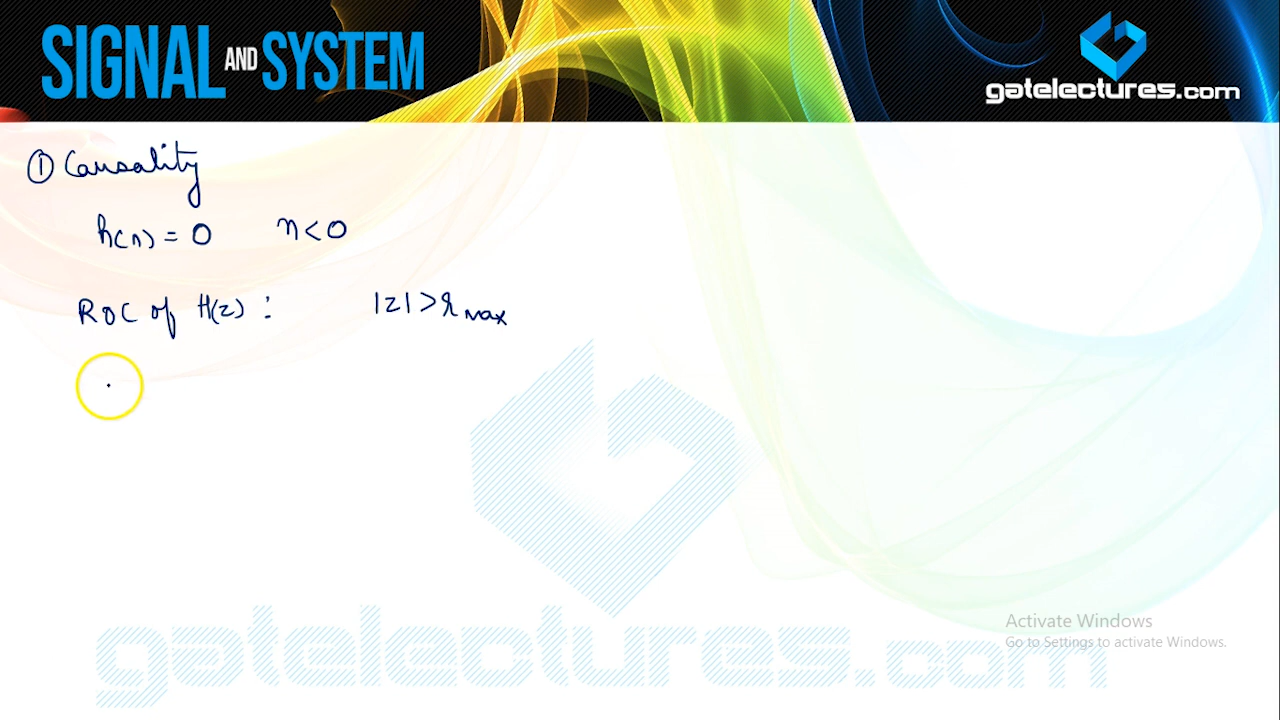 SIGNAL AND SYSTEM
gatelectures.com
① Causality
h(n) = 0 n < 0
ROC of H(z) : |z| > r max
gatelectures.com
Activate Windows
Go to Settings to activate Windows.